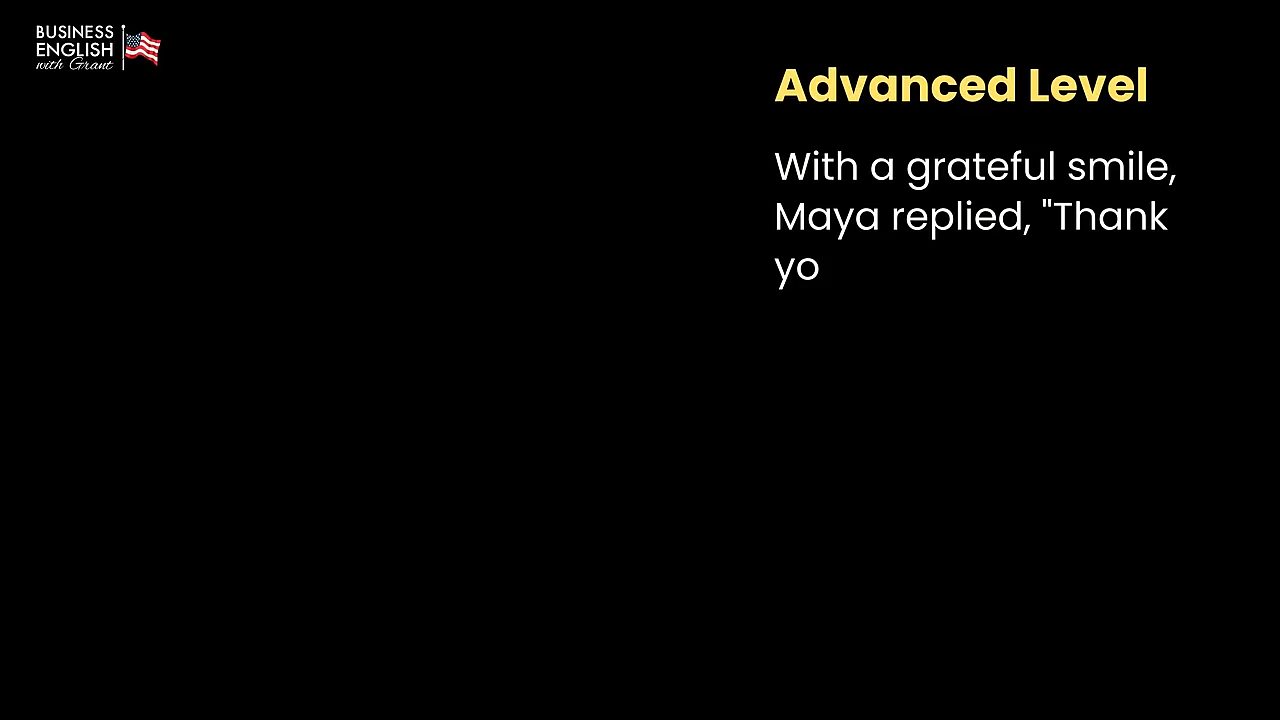 BUSINESS
ENGLISH
with Grant
Advanced Level
With a grateful smile,
Maya replied, "Thank
yo